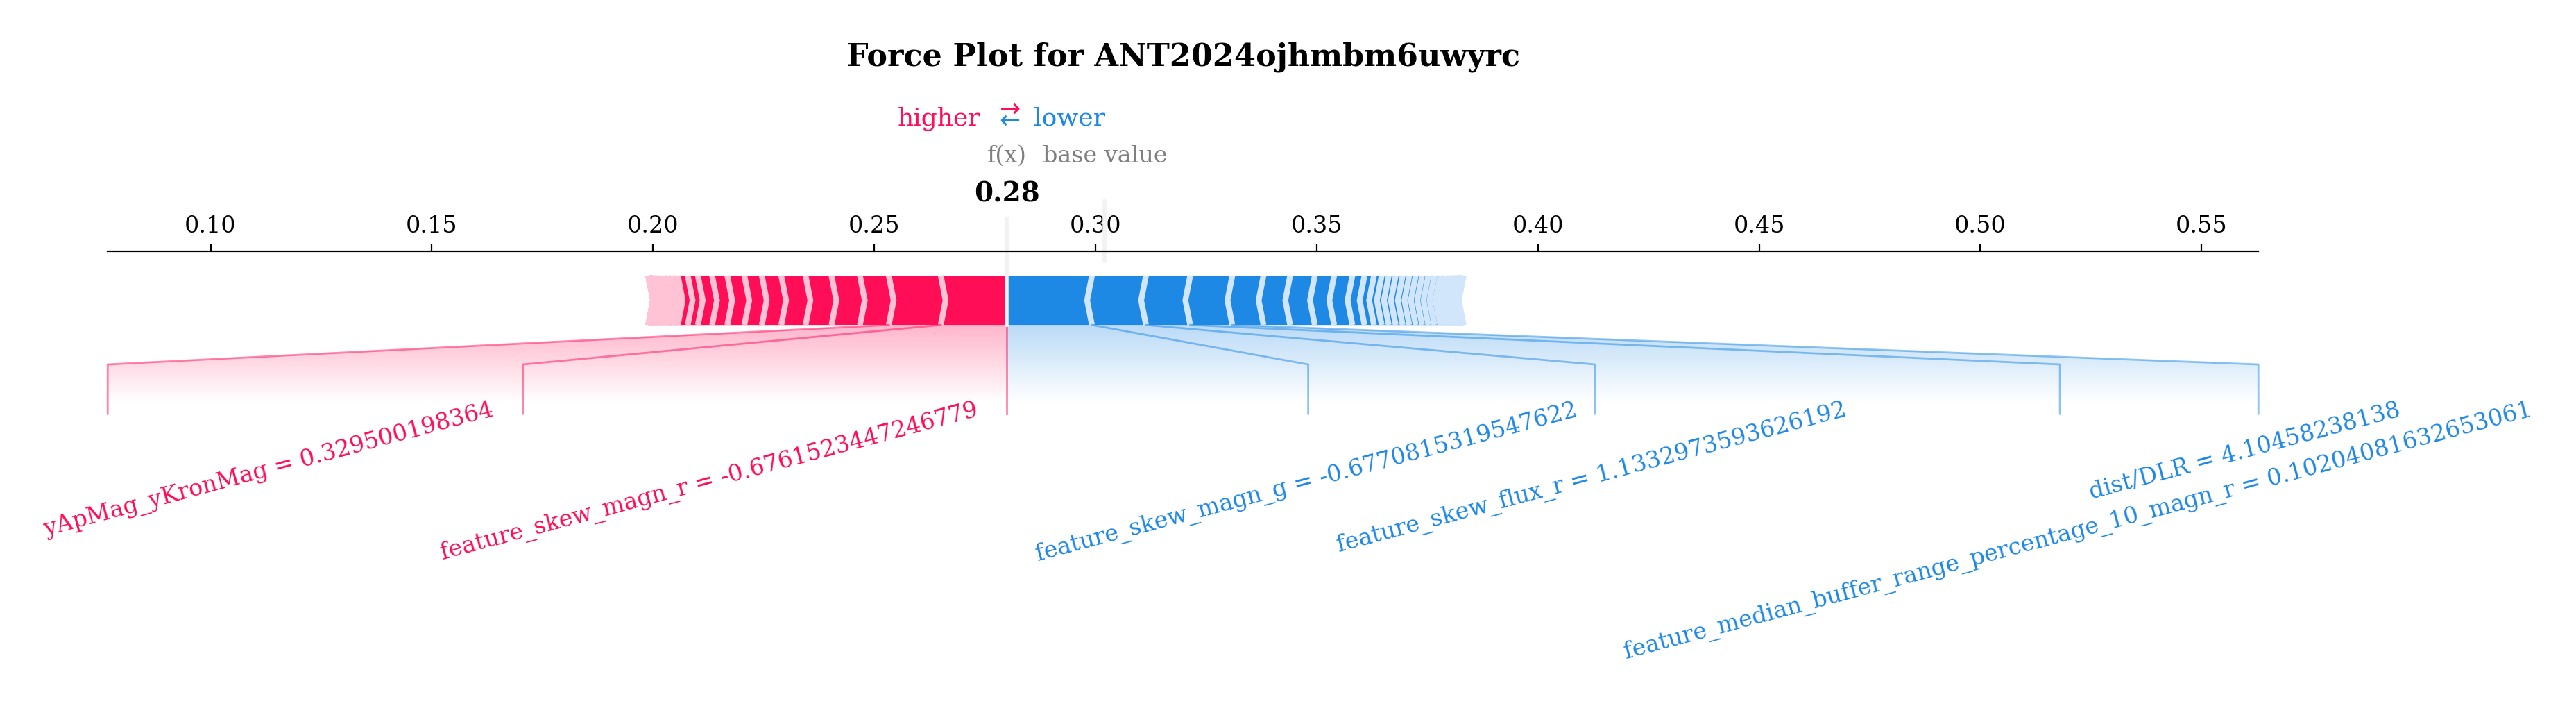 Force Plot for ANT2024ojhmbm6uwyrc
higher ⇄ lower
f(x) base value
0.28
0.10 0.15 0.20 0.25 0.30 0.35 0.40 0.45 0.50 0.55
yApMag_yKronMag = 0.329500198364
feature_skew_magn_r = -0.6761523447246779
feature_skew_magn_g = -0.6770815319547622
feature_skew_flux_r = 1.1332973593626192
dist/DLR = 4.10458238138
feature_median_buffer_range_percentage_10_magn_r = 0.1020408163265306​1